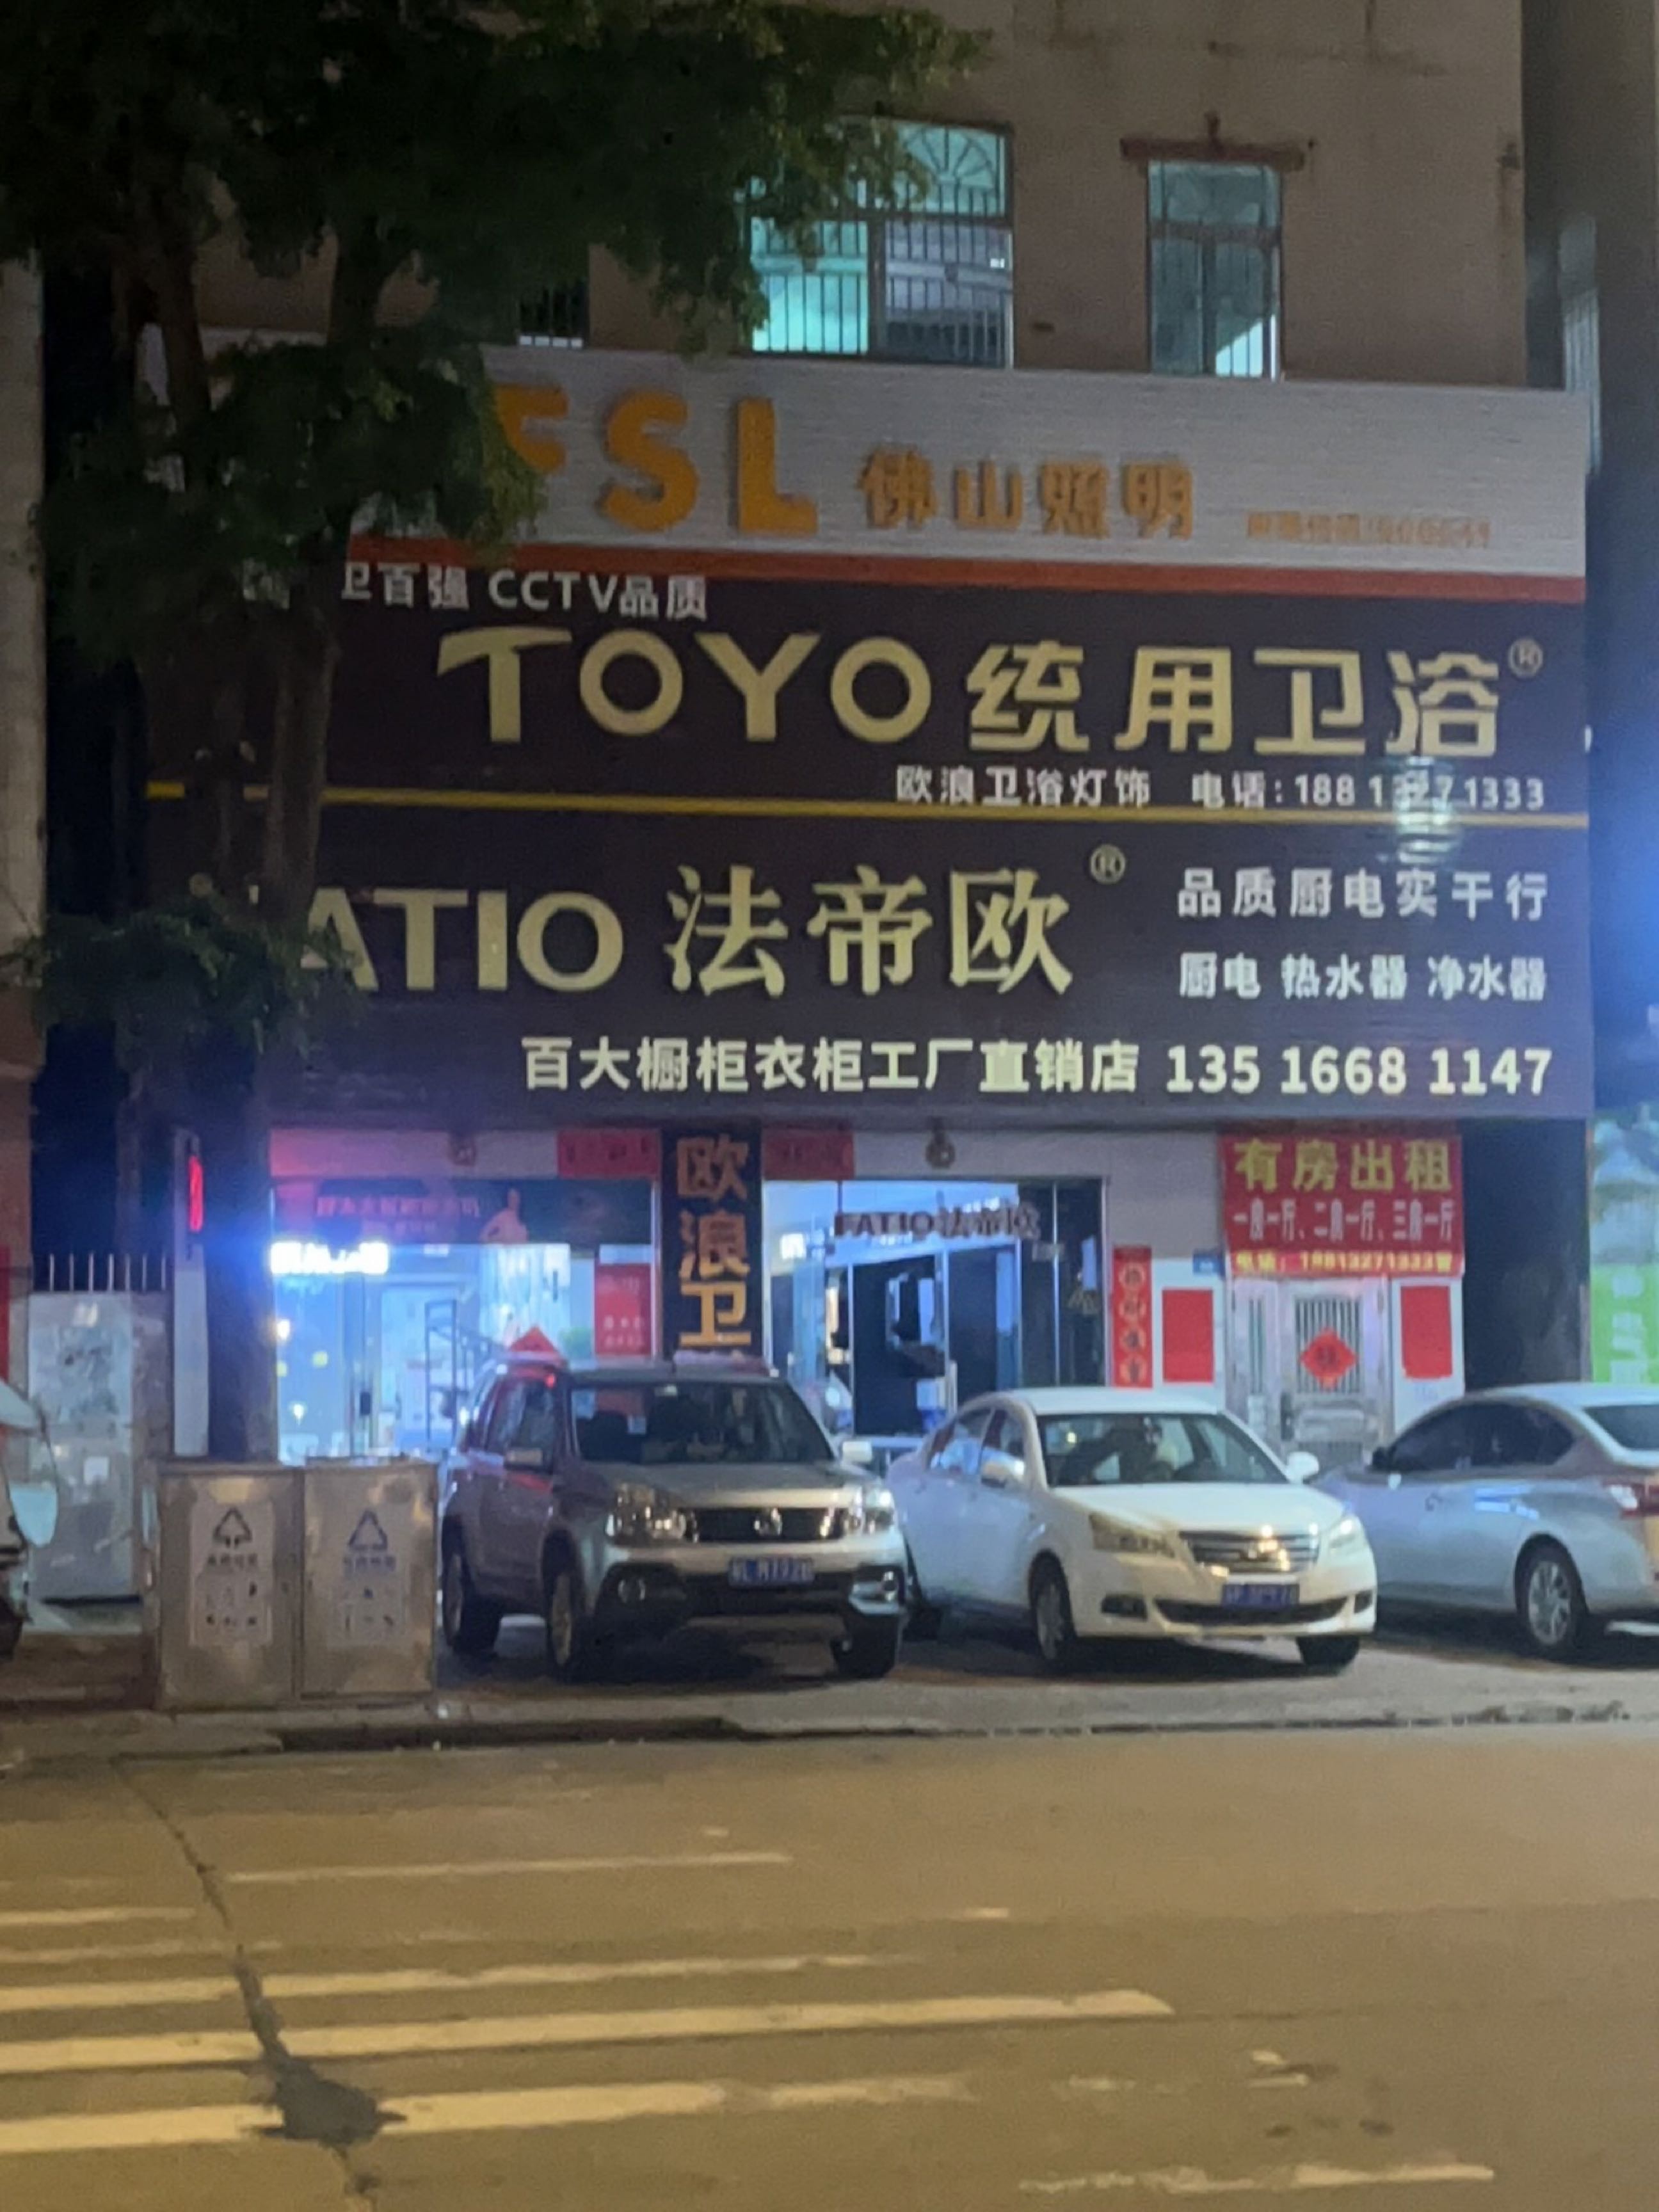 FSL 佛山照明
卫百强 CCTV品质
TOYO 统用卫浴®
欧浪卫浴灯饰 电话:188 1327 1333
ATIO 法帝欧®
品质厨电实干行
厨电 热水器 净水器
百大橱柜衣柜工厂直销店 135 1668 1147
欧浪卫
FATIO法帝欧
有房出租
一房一厅、二房一厅、三房一厅
电话：18813271333